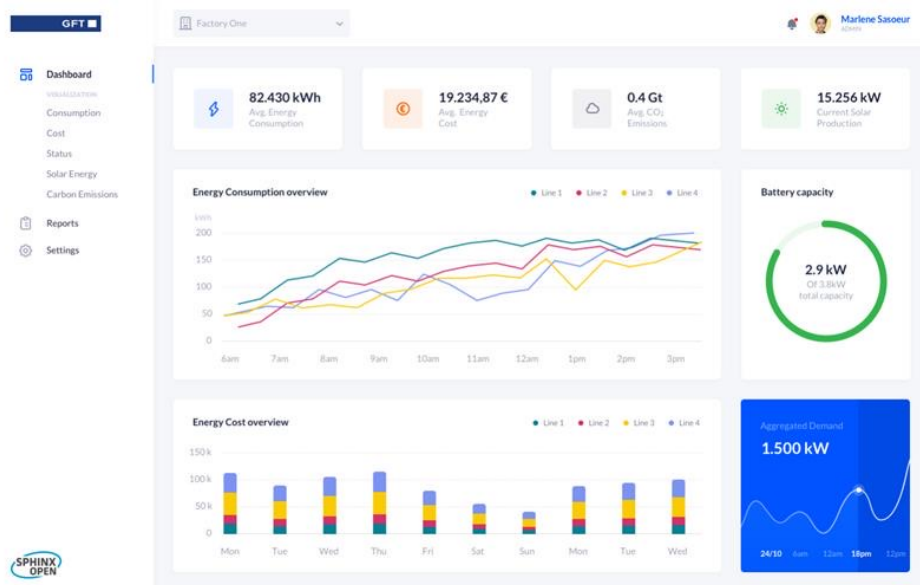 GFT
Factory One
Marlene Sasoeur
admin
Dashboard
VISUALIZATION
Consumption
Cost
Status
Solar Energy
Carbon Emissions
Reports
Settings
82.430 kWh
Avg. Energy
Consumption
19.234,87 €
Avg. Energy
Cost
0.4 Gt
Avg. CO₂
Emissions
15.256 kW
Current Solar
Production
Energy Consumption overview
Line 1 Line 2 Line 3 Line 4
kWh
200
150
100
50
0
6am 7am 8am 9am 10am 11am 12am 1pm 2pm 3pm
Battery capacity
2.9 kW
Of 3.8kW
total capacity
Energy Cost overview
Line 1 Line 2 Line 3 Line 4
150 k
100 k
50 k
0
Mon Tue Wed Thu Fri Sat Sun Mon Tue Wed
Aggregated Demand
1.500 kW
24/10 6am 12am 18pm 12pm
SPHINX
OPEN